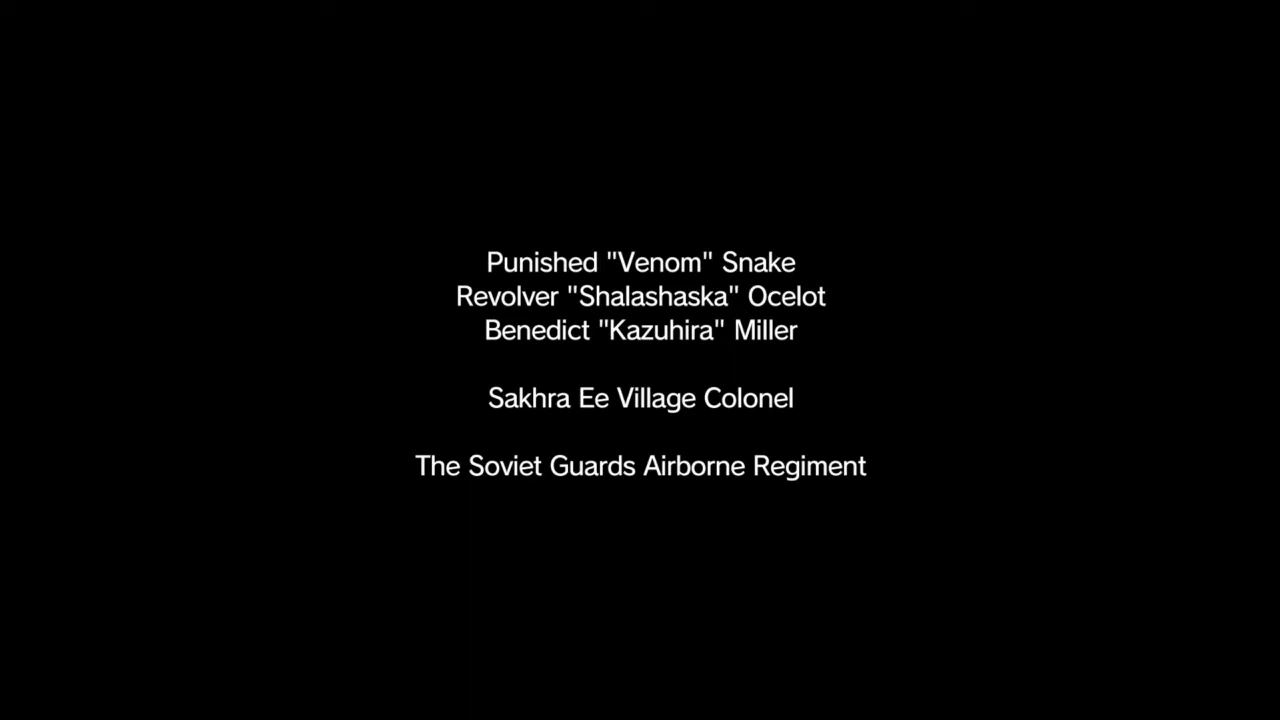 Punished "Venom" Snake
Revolver "Shalashaska" Ocelot
Benedict "Kazuhira" Miller
Sakhra Ee Village Colonel
The Soviet Guards Airborne Regiment